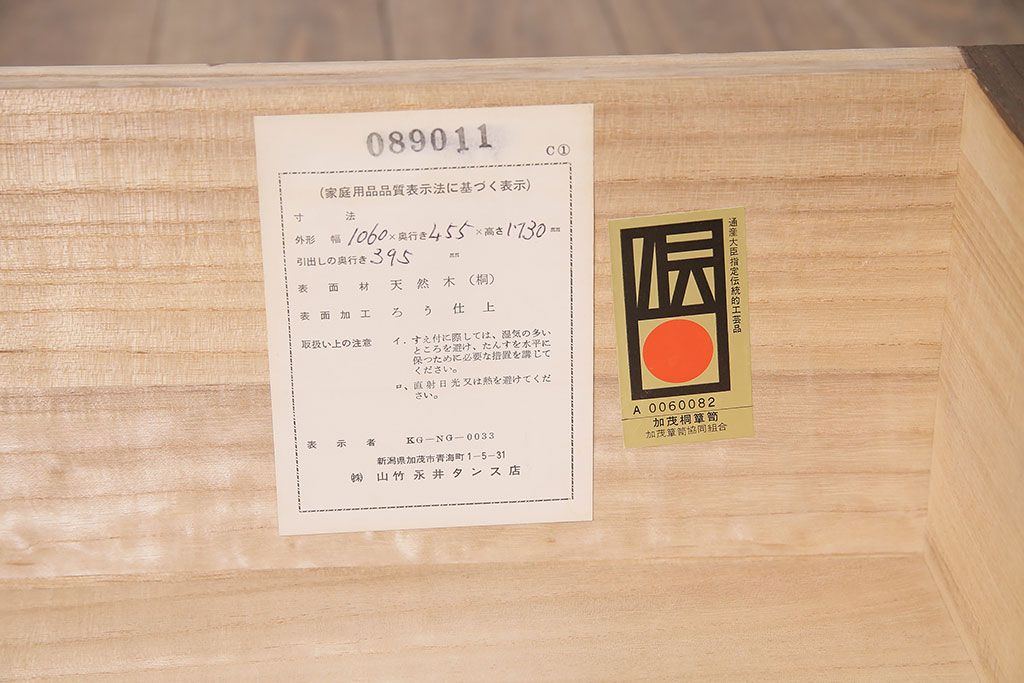 089011
C①
(家庭用品品質表示法に基づく表示)
寸法
外形 幅 1060×奥行き455×高さ1730㎜
引出しの奥行き395 ㎜
表面材 天然木(桐)
表面加工 ろう仕上
取扱い上の注意 イ. すえ付に際しては、湿気の多い
ところを避け、たんすを水平に
保つために必要な措置を講じて
ください。
ロ、直射日光又は熱を避けてくだ
さい。
表示者 KG-NG-0033
新潟県加茂市青海町1-5-31
㈱ 山竹永井タンス店
通産大臣指定伝統的工芸品
伝
A 0060082
加茂桐簞笥
加茂簞笥協同組合